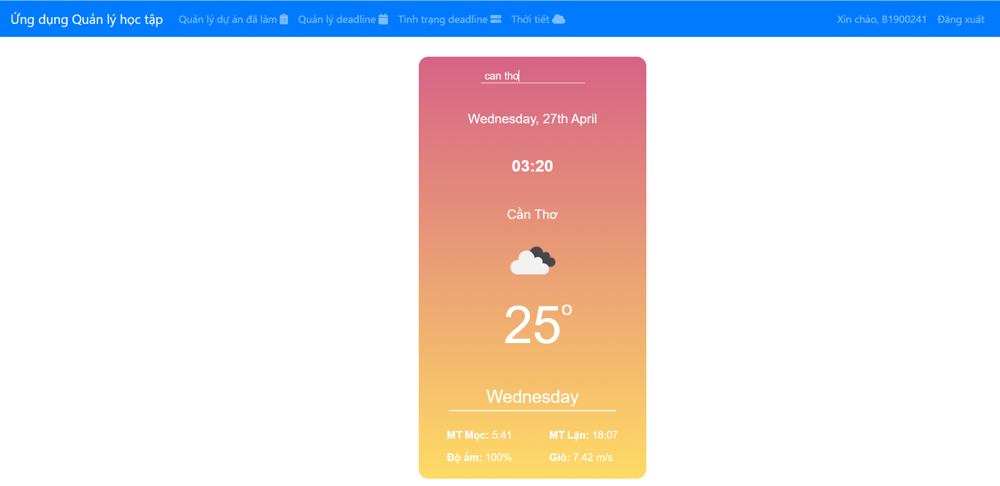 Ứng dụng Quản lý học tập Quản lý dự án đã làm Quản lý deadline Tình trạng deadline Thời tiết Xin chào, B1900241 Đăng xuất
can tho
Wednesday, 27th April
03:20
Cần Thơ
25°
Wednesday
MT Mọc: 5:41 MT Lặn: 18:07
Độ ẩm: 100% Gió: 7.42 m/s